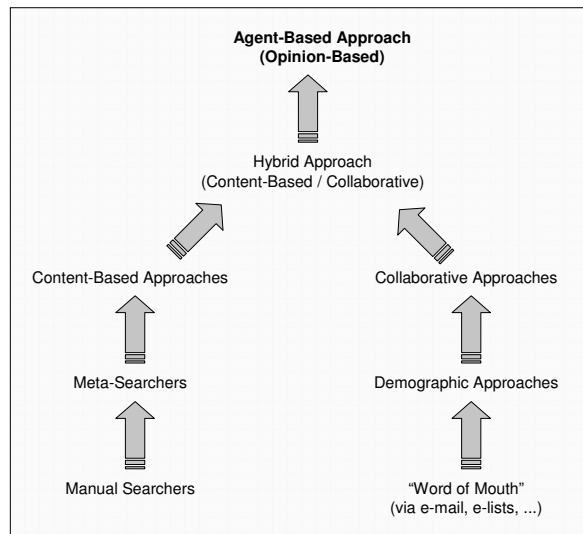 Agent-Based Approach
(Opinion-Based)
Hybrid Approach
(Content-Based / Collaborative)
Content-Based Approaches
Collaborative Approaches
Meta-Searchers
Demographic Approaches
Manual Searchers
“Word of Mouth”
(via e-mail, e-lists, ...)